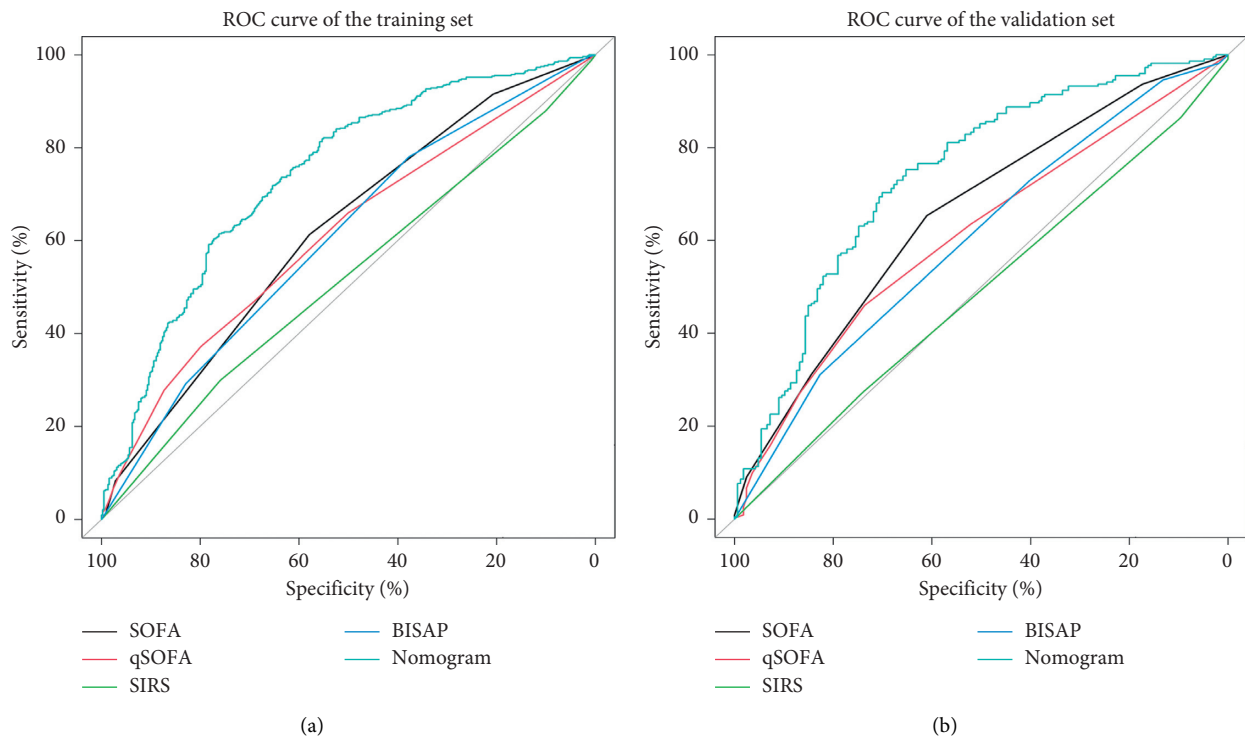 ROC curve of the training set
100
80
60
40
20
0
Sensitivity (%)
100 80 60 40 20 0
Specificity (%)
SOFA BISAP
qSOFA Nomogram
SIRS
(a)
ROC curve of the validation set
100
80
60
40
20
0
Sensitivity (%)
100 80 60 40 20 0
Specificity (%)
SOFA BISAP
qSOFA Nomogram
SIRS
(b)